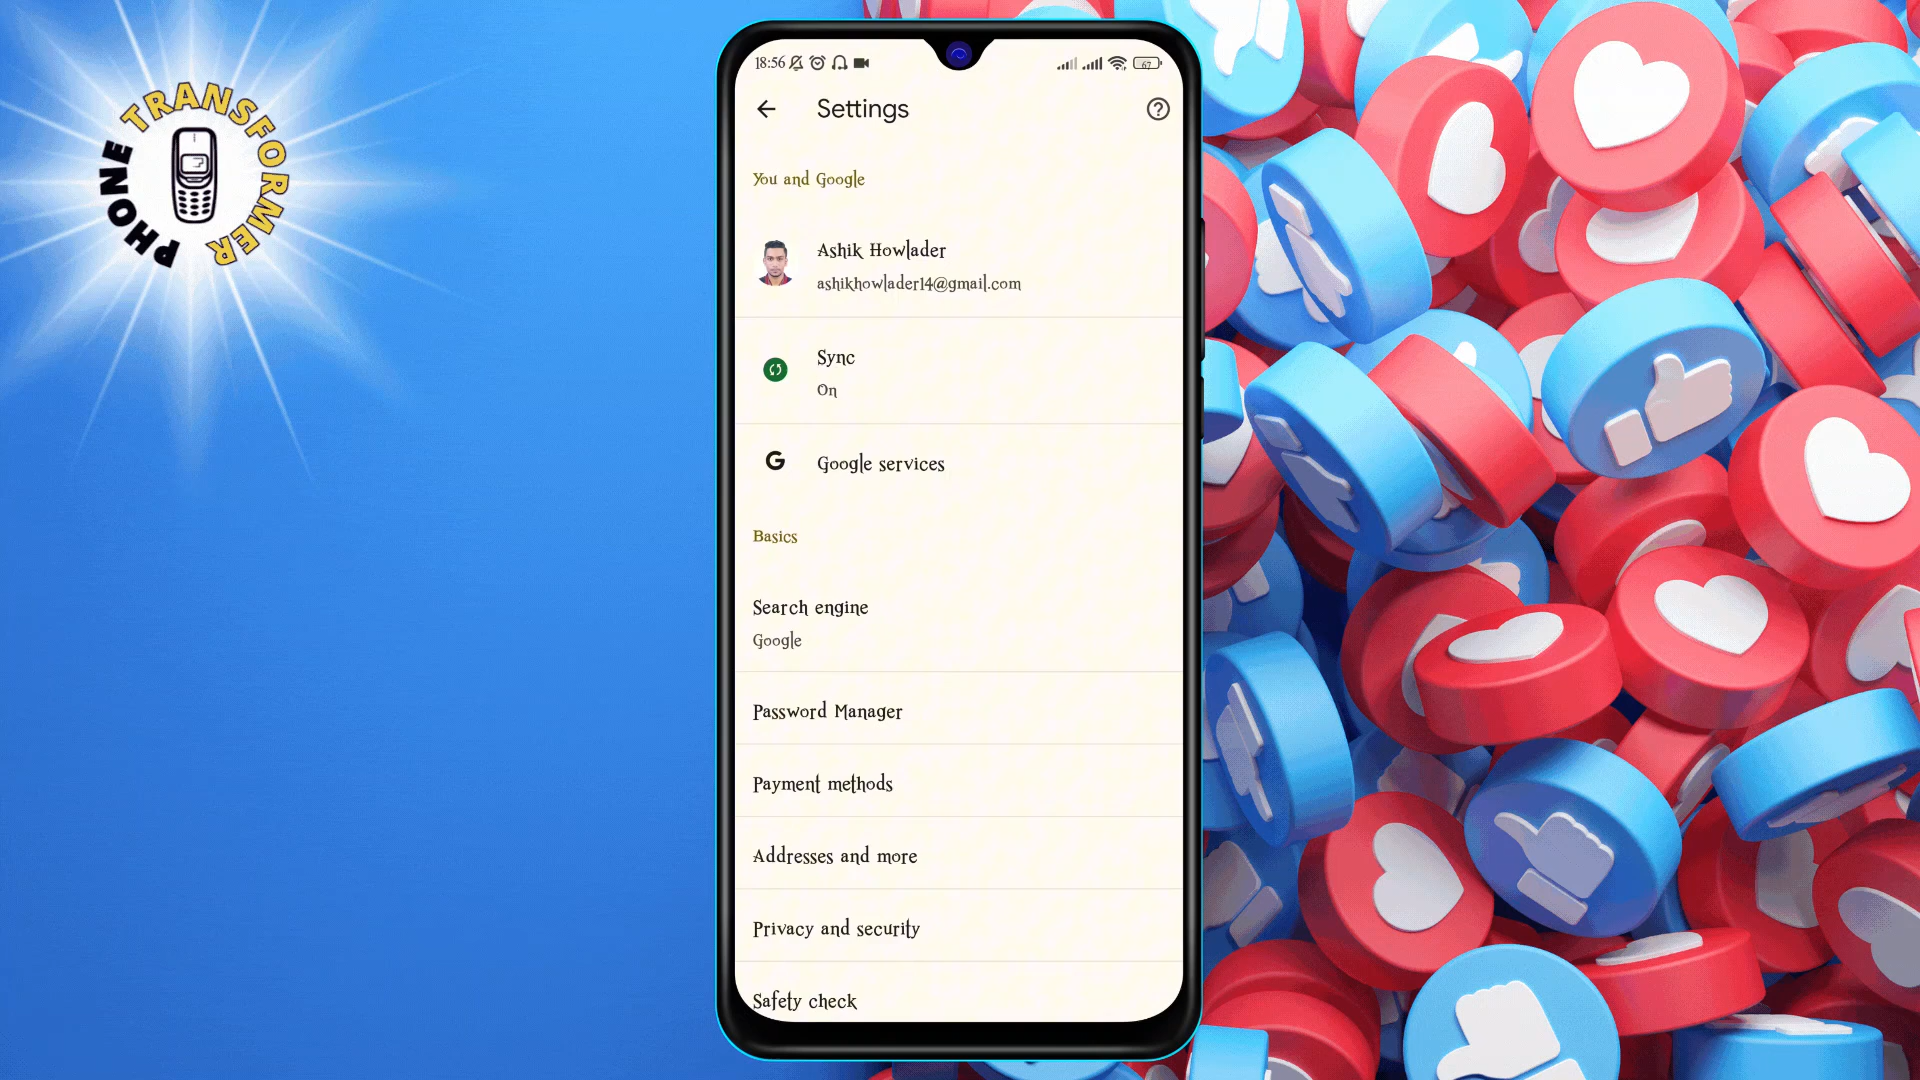 PHONE TRANSFORMER
18:56
67
Settings
You and Google
Ashik Howlader
ashikhowlader14@gmail.com
Sync
On
G
Google services
Basics
Search engine
Google
Password Manager
Payment methods
Addresses and more
Privacy and security
Safety check